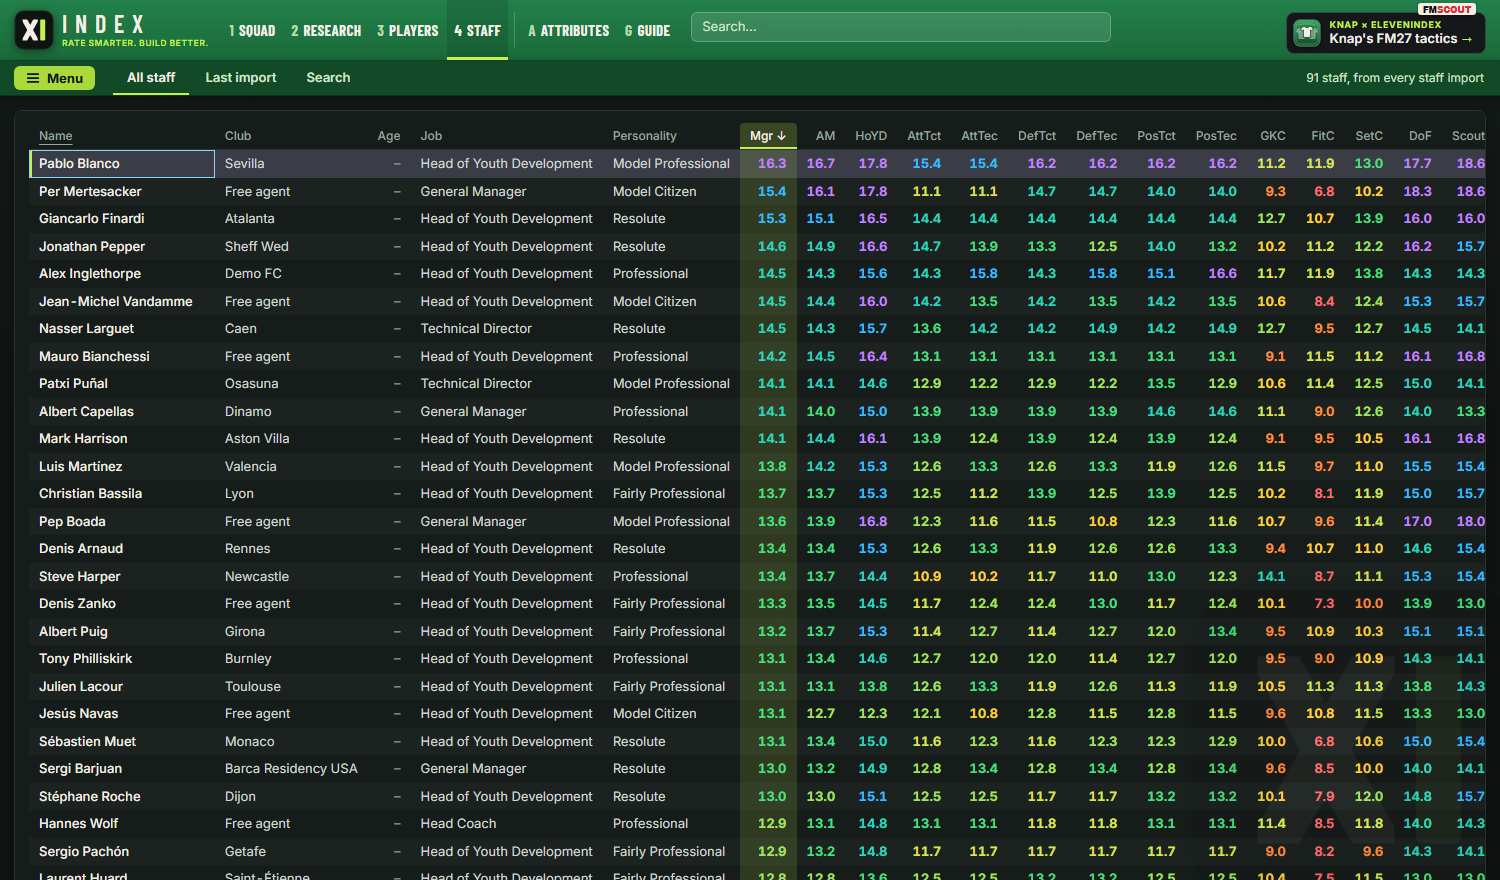 XI INDEX
RATE SMARTER. BUILD BETTER.
1 SQUAD 2 RESEARCH 3 PLAYERS 4 STAFF A ATTRIBUTES G GUIDE
Search...
FMSCOUT
KNAP × ELEVENINDEX
Knap's FM27 tactics →
Menu All staff Last import Search
91 staff, from every staff import
Name Club Age Job Personality Mgr ↓ AM HoYD AttTct AttTec DefTct DefTec PosTct PosTec GKC FitC SetC DoF Scout
Pablo Blanco Sevilla – Head of Youth Development Model Professional 16.3 16.7 17.8 15.4 15.4 16.2 16.2 16.2 16.2 11.2 11.9 13.0 17.7 18.6
Per Mertesacker Free agent – General Manager Model Citizen 15.4 16.1 17.8 11.1 11.1 14.7 14.7 14.0 14.0 9.3 6.8 10.2 18.3 18.6
Giancarlo Finardi Atalanta – Head of Youth Development Resolute 15.3 15.1 16.5 14.4 14.4 14.4 14.4 14.4 14.4 12.7 10.7 13.9 16.0 16.0
Jonathan Pepper Sheff Wed – Head of Youth Development Resolute 14.6 14.9 16.6 14.7 13.9 13.3 12.5 14.0 13.2 10.2 11.2 12.2 16.2 15.7
Alex Inglethorpe Demo FC – Head of Youth Development Professional 14.5 14.3 15.6 14.3 15.8 14.3 15.8 15.1 16.6 11.7 11.9 13.8 14.3 14.3
Jean-Michel Vandamme Free agent – Head of Youth Development Model Citizen 14.5 14.4 16.0 14.2 13.5 14.2 13.5 14.2 13.5 10.6 8.4 12.4 15.3 15.7
Nasser Larguet Caen – Technical Director Resolute 14.5 14.3 15.7 13.6 14.2 14.2 14.9 14.2 14.9 12.7 9.5 12.7 14.5 14.1
Mauro Bianchessi Free agent – Head of Youth Development Professional 14.2 14.5 16.4 13.1 13.1 13.1 13.1 13.1 13.1 9.1 11.5 11.2 16.1 16.8
Patxi Puñal Osasuna – Technical Director Model Professional 14.1 14.1 14.6 12.9 12.2 12.9 12.2 13.5 12.9 10.6 11.4 12.5 15.0 14.1
Albert Capellas Dinamo – General Manager Professional 14.1 14.0 15.0 13.9 13.9 13.9 13.9 14.6 14.6 11.1 9.0 12.6 14.0 13.3
Mark Harrison Aston Villa – Head of Youth Development Resolute 14.1 14.4 16.1 13.9 12.4 13.9 12.4 13.9 12.4 9.1 9.5 10.5 16.1 16.8
Luis Martínez Valencia – Head of Youth Development Model Professional 13.8 14.2 15.3 12.6 13.3 12.6 13.3 11.9 12.6 11.5 9.7 11.0 15.5 15.4
Christian Bassila Lyon – Head of Youth Development Fairly Professional 13.7 13.7 15.3 12.5 11.2 13.9 12.5 13.9 12.5 10.2 8.1 11.9 15.0 15.7
Pep Boada Free agent – General Manager Model Professional 13.6 13.9 16.8 12.3 11.6 11.5 10.8 12.3 11.6 10.7 9.6 11.4 17.0 18.0
Denis Arnaud Rennes – Head of Youth Development Resolute 13.4 13.4 15.3 12.6 13.3 11.9 12.6 12.6 13.3 9.4 10.7 11.0 14.6 15.4
Steve Harper Newcastle – Head of Youth Development Professional 13.4 13.7 14.4 10.9 10.2 11.7 11.0 13.0 12.3 14.1 8.7 11.1 15.3 15.4
Denis Zanko Free agent – Head of Youth Development Fairly Professional 13.3 13.5 14.5 11.7 12.4 12.4 13.0 11.7 12.4 10.1 7.3 10.0 13.9 13.0
Albert Puig Girona – Head of Youth Development Fairly Professional 13.2 13.7 15.3 11.4 12.7 11.4 12.7 12.0 13.4 9.5 10.9 10.3 15.1 15.1
Tony Philliskirk Burnley – Head of Youth Development Professional 13.1 13.4 14.6 12.7 12.0 12.0 11.4 12.7 12.0 9.5 9.0 10.9 14.3 14.1
Julien Lacour Toulouse – Head of Youth Development Fairly Professional 13.1 13.1 13.8 12.6 13.3 11.9 12.6 11.3 11.9 10.5 11.3 11.3 13.8 14.3
Jesús Navas Free agent – Head of Youth Development Model Citizen 13.1 12.7 12.3 12.1 10.8 12.8 11.5 12.8 11.5 9.6 10.8 11.5 13.3 13.0
Sébastien Muet Monaco – Head of Youth Development Resolute 13.1 13.4 15.0 11.6 12.3 11.6 12.3 12.3 12.9 10.0 6.8 10.6 15.0 15.4
Sergi Barjuan Barca Residency USA – General Manager Resolute 13.0 13.2 14.9 12.8 13.4 12.8 13.4 12.8 13.4 9.6 8.5 10.0 14.0 14.1
Stéphane Roche Dijon – Head of Youth Development Resolute 13.0 13.0 15.1 12.5 12.5 11.7 11.7 13.2 13.2 10.1 7.9 12.0 14.8 15.7
Hannes Wolf Free agent – Head Coach Professional 12.9 13.1 14.8 13.1 13.1 11.8 11.8 13.1 13.1 11.4 8.5 11.8 14.0 14.3
Sergio Pachón Getafe – Head of Youth Development Fairly Professional 12.9 13.2 14.8 11.7 11.7 11.7 11.7 11.7 11.7 9.0 8.2 9.6 14.3 14.1
Laurent Huard Saint-Étienne – Head of Youth Development Fairly Professional 12.8 12.8 13.6 12.5 12.5 13.2 13.2 12.5 12.5 10.4 7.5 11.5 13.0 13.0